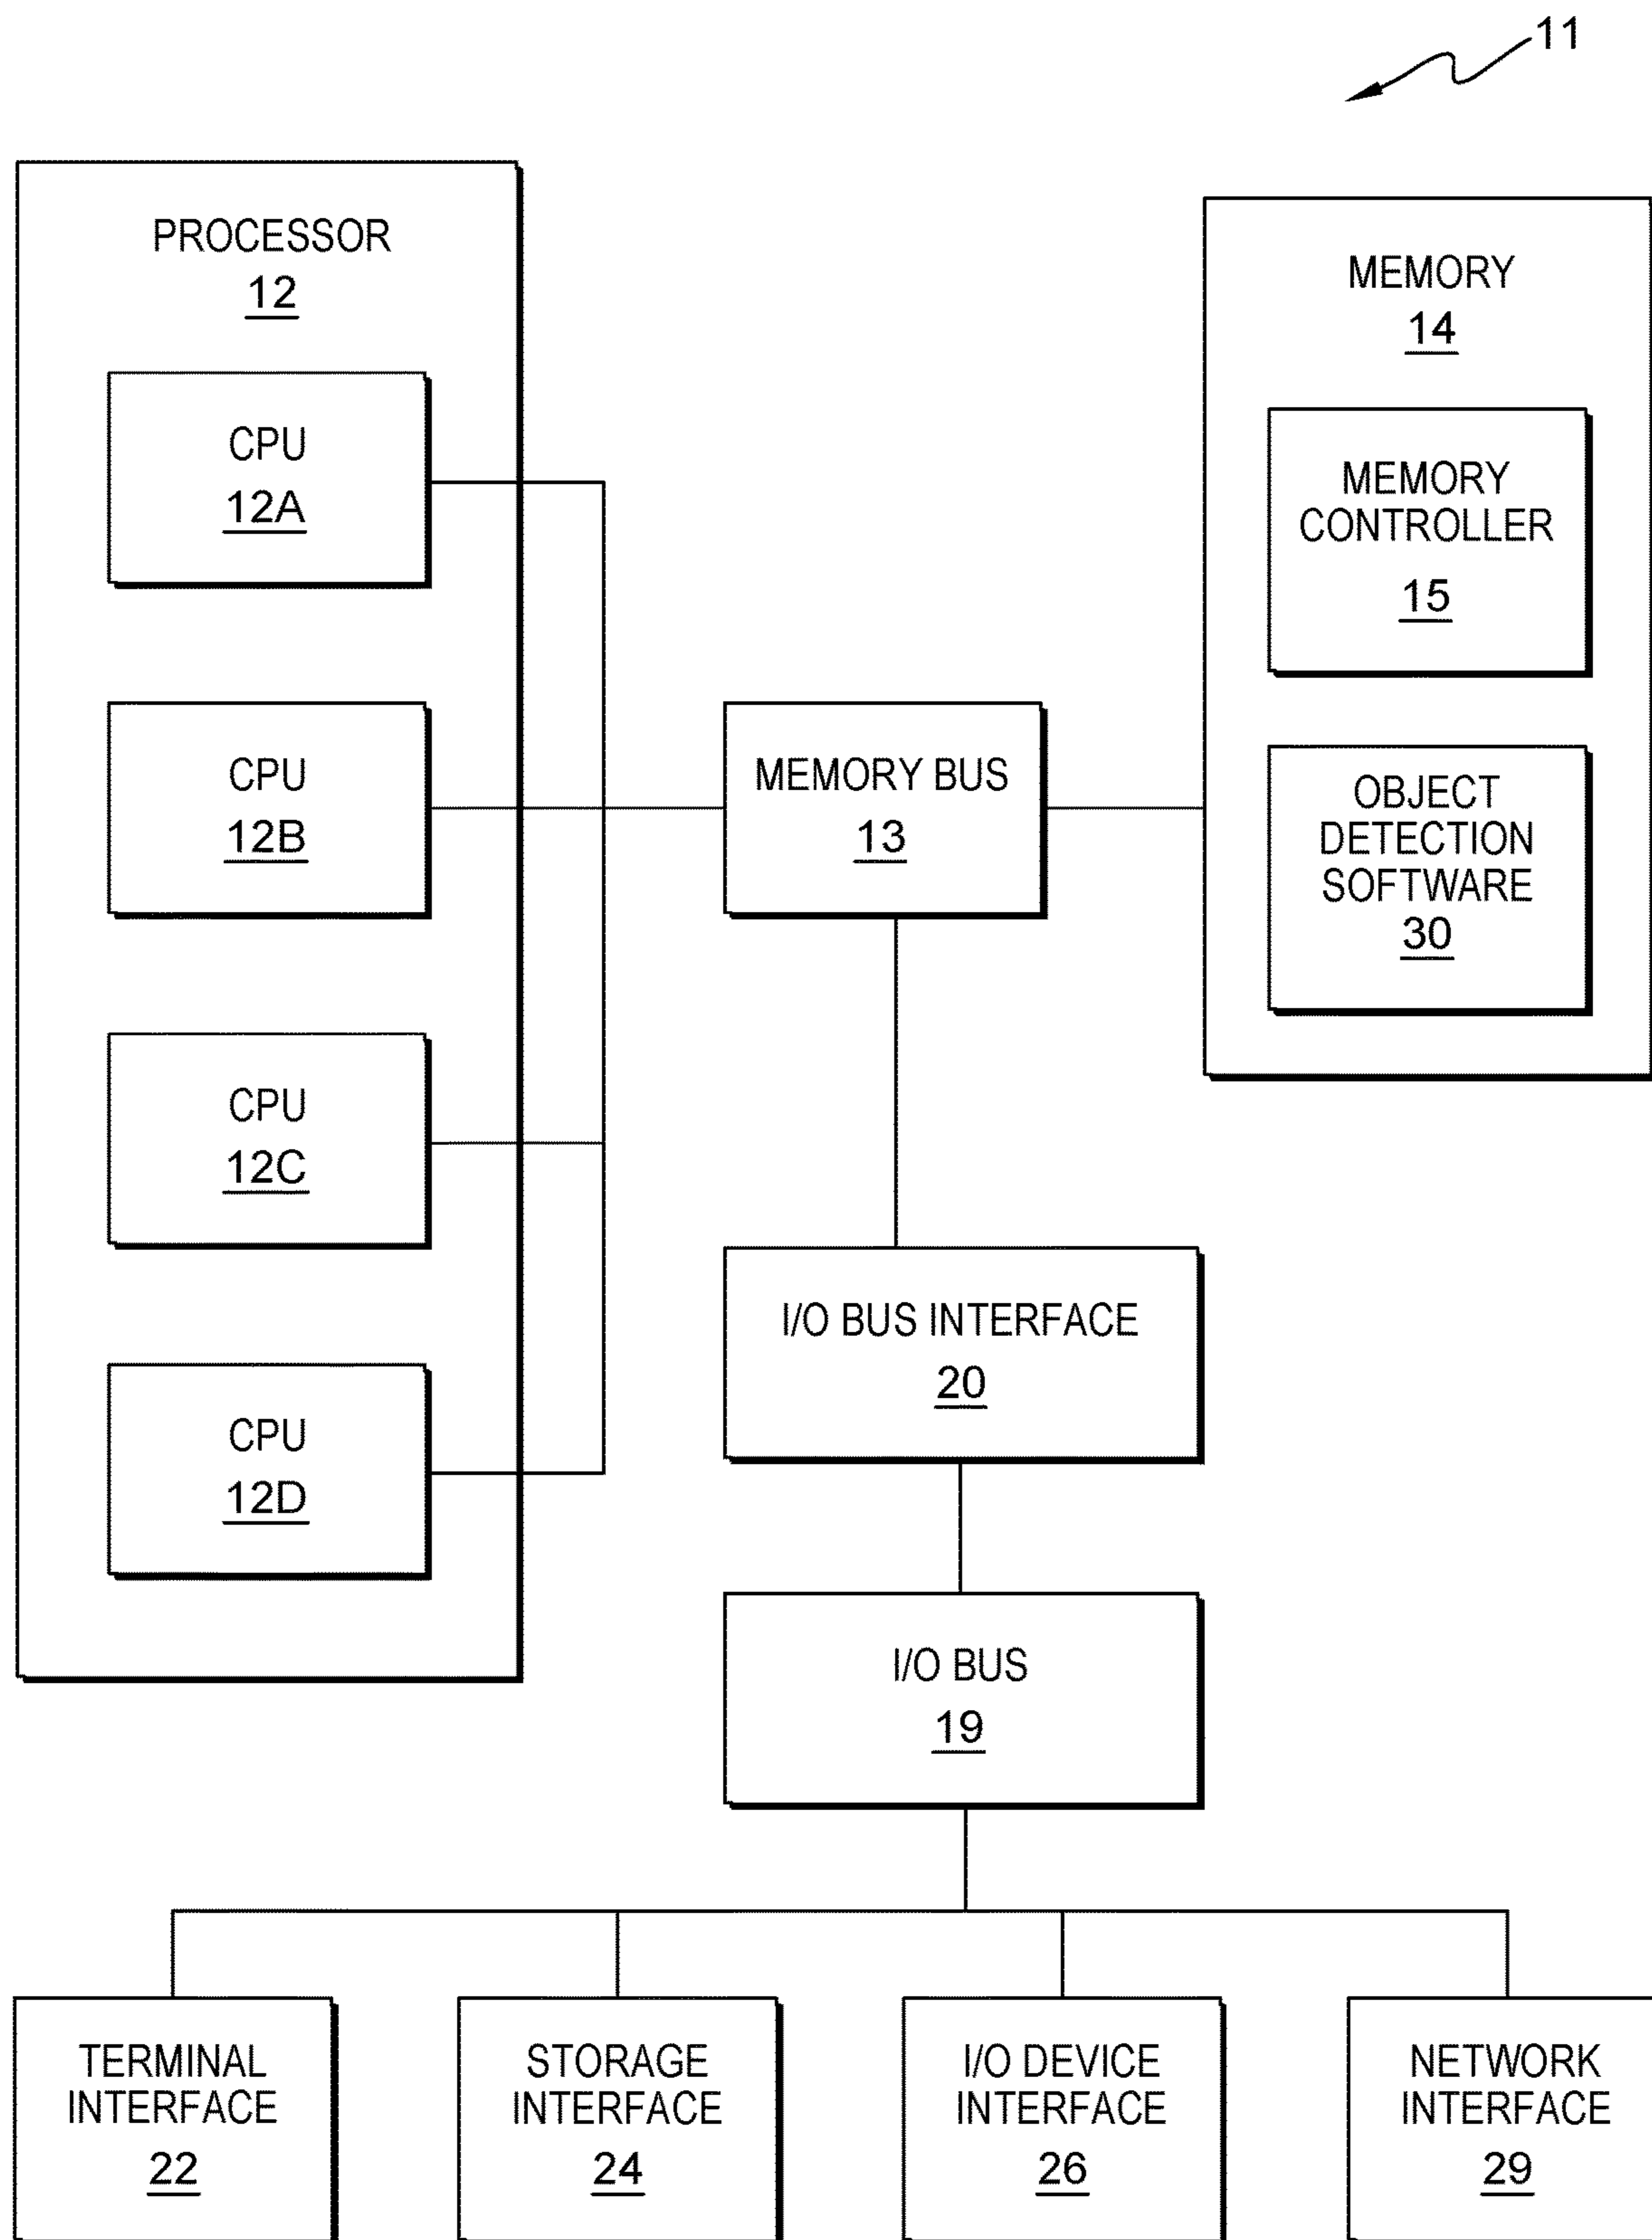 11
PROCESSOR
12
CPU
12A
CPU
12B
CPU
12C
CPU
12D
MEMORY BUS
13
MEMORY
14
MEMORY
CONTROLLER
15
OBJECT
DETECTION
SOFTWARE
30
I/O BUS INTERFACE
20
I/O BUS
19
TERMINAL
INTERFACE
22
STORAGE
INTERFACE
24
I/O DEVICE
INTERFACE
26
NETWORK
INTERFACE
29